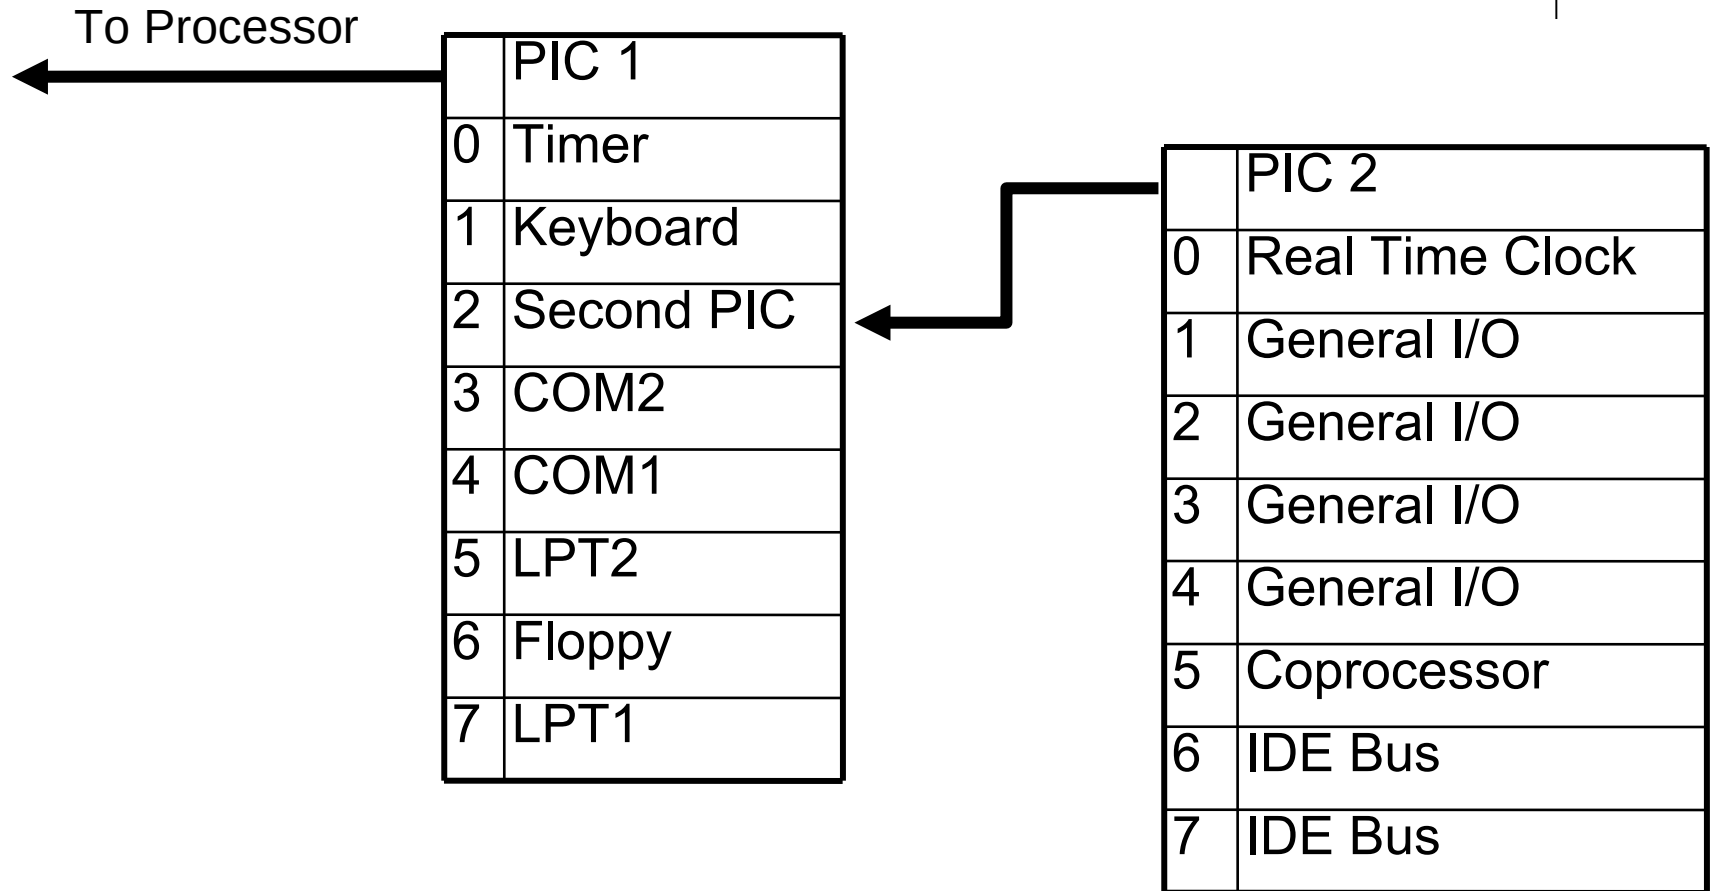 To Processor
PIC 1
0 Timer
1 Keyboard
2 Second PIC
3 COM2
4 COM1
5 LPT2
6 Floppy
7 LPT1
PIC 2
0 Real Time Clock
1 General I/O
2 General I/O
3 General I/O
4 General I/O
5 Coprocessor
6 IDE Bus
7 IDE Bus